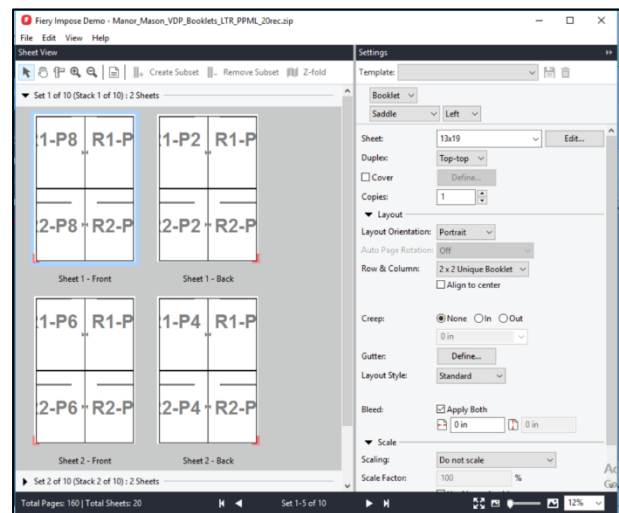 Fiery Impose Demo - Manor_Mason_VDP_Booklets_LTR_PPML_20rec.zip
File Edit View Help
Sheet View
Settings
Create Subset Remove Subset Z-fold
Template:
Set 1 of 10 (Stack 1 of 10) : 2 Sheets
Booklet
Saddle Left
1-P8 R1-P 1-P2 R1-P
2-P8 R2-P 2-P2 R2-P
Sheet 1 - Front Sheet 1 - Back
1-P6 R1-P 1-P4 R1-P
2-P6 R2-P 2-P4 R2-P
Sheet 2 - Front Sheet 2 - Back
Set 2 of 10 (Stack 2 of 10) : 2 Sheets
Sheet: 13x19 Edit...
Duplex: Top-top
Cover Define...
Copies: 1
Layout
Layout Orientation: Portrait
Auto Page Rotation: Off
Row & Column: 2 x 2 Unique Booklet
Align to center
Creep: None In Out
0 in
Gutter: Define...
Layout Style: Standard
Bleed: Apply Both
0 in 0 in
Scale
Scaling: Do not scale
Scale Factor: 100 %
Total Pages: 160 | Total Sheets: 20 Set 1-5 of 10 12%